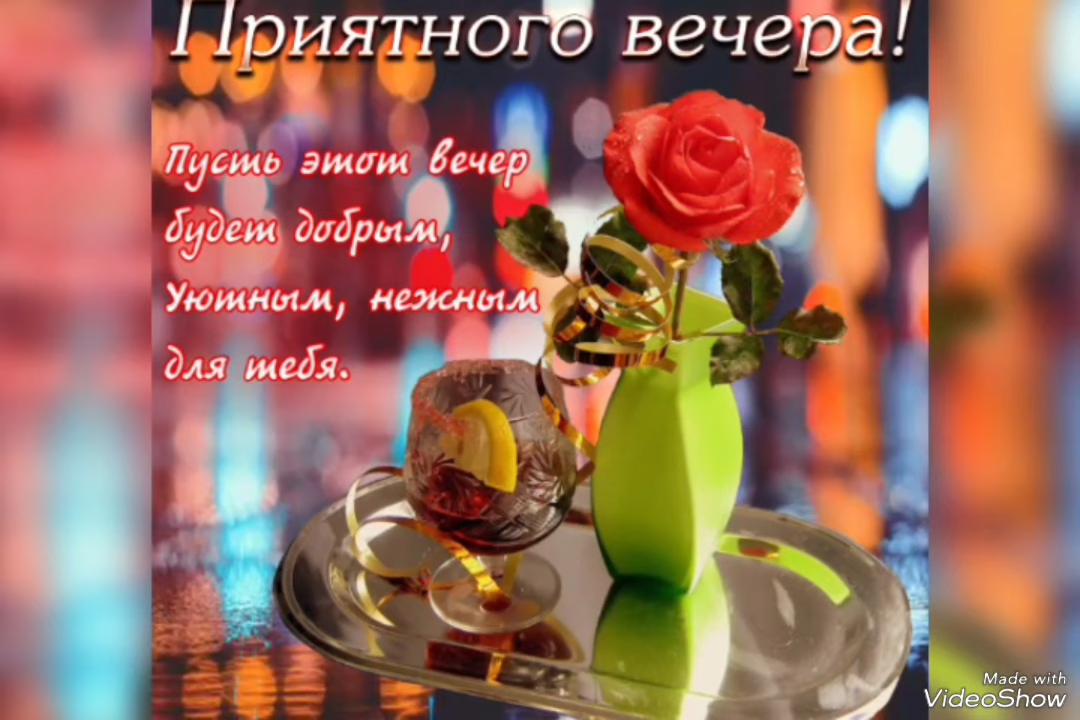 Приятного вечера!
Пусть этот вечер
будет добрым,
Уютным, нежным
для тебя.
Made with
VideoShow